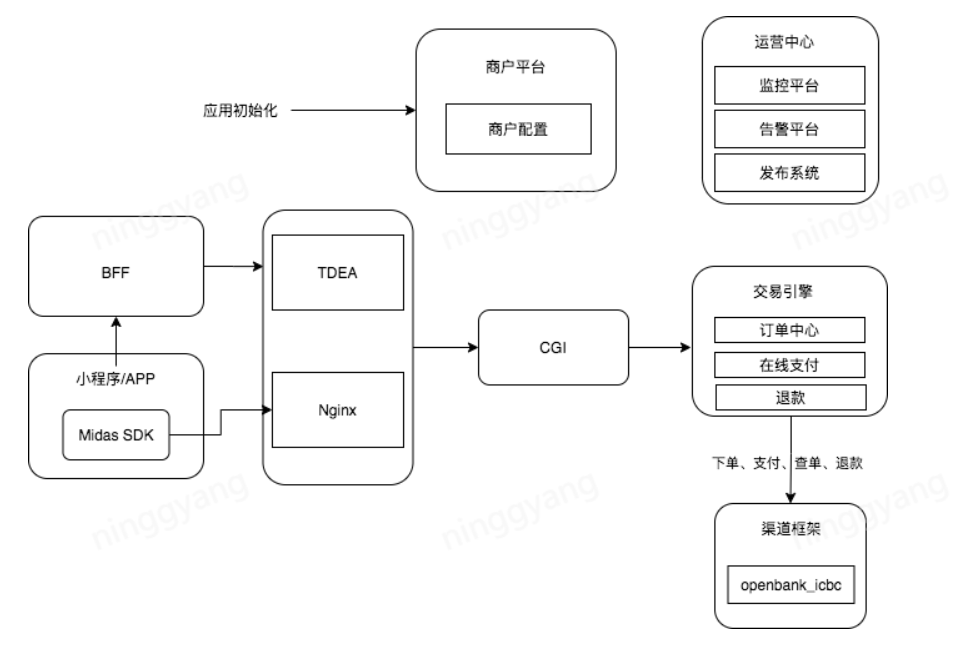 商户平台
应用初始化
商户配置
运营中心
监控平台
告警平台
发布系统
ninggyang
ninggyang
ninggyang
BFF
TDEA
小程序/APP
Midas SDK
Nginx
CGI
交易引擎
订单中心
在线支付
退款
下单、支付、查单、退款
渠道框架
openbank_icbc
ninggyang
ninggyang
ninggyang